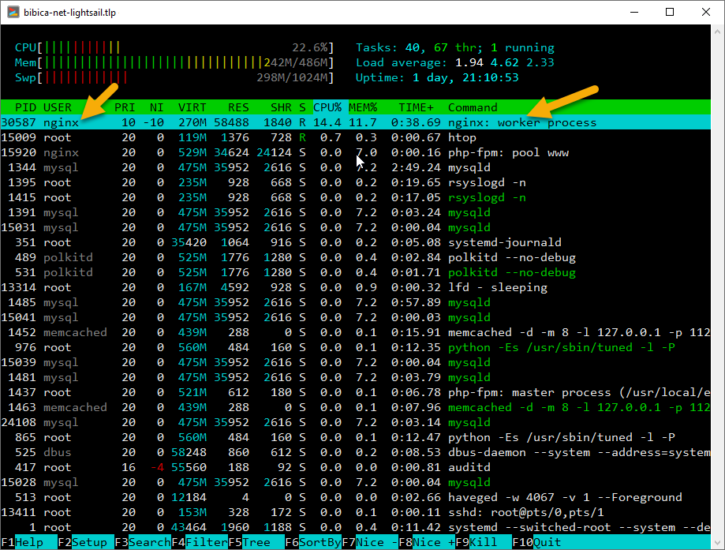 bibica-net-lightsail.tlp
CPU[|||||||||||||||| 22.6%] Tasks: 40, 67 thr; 1 running
Mem[||||||||||||||||||||||||||||||||||||||||242M/486M] Load average: 1.94 4.62 2.33
Swp[||||||||||||||||| 298M/1024M] Uptime: 1 day, 21:10:53
PID USER PRI NI VIRT RES SHR S CPU% MEM% TIME+ Command
30587 nginx 10 -10 270M 58488 1840 R 14.4 11.7 0:38.69 nginx: worker process
15009 root 20 0 119M 1376 728 R 0.7 0.3 0:00.67 htop
15920 nginx 20 0 529M 34624 24124 S 0.0 7.0 0:00.16 php-fpm: pool www
1344 mysql 20 0 475M 35952 2616 S 0.0 7.2 2:49.24 mysqld
1395 root 20 0 235M 928 668 S 0.0 0.2 0:19.65 rsyslogd -n
1415 root 20 0 235M 928 668 S 0.0 0.2 0:17.05 rsyslogd -n
1391 mysql 20 0 475M 35952 2616 S 0.0 7.2 0:03.24 mysqld
15031 mysql 20 0 475M 35952 2616 S 0.0 7.2 0:00.04 mysqld
351 root 20 0 35420 1064 916 S 0.0 0.2 0:05.08 systemd-journald
489 polkitd 20 0 525M 1776 1280 S 0.0 0.4 0:02.84 polkitd --no-debug
531 polkitd 20 0 525M 1776 1280 S 0.0 0.4 0:01.71 polkitd --no-debug
13314 root 20 0 167M 4592 928 S 0.0 0.9 0:00.32 lfd - sleeping
1485 mysql 20 0 475M 35952 2616 S 0.0 7.2 0:57.89 mysqld
15041 mysql 20 0 475M 35952 2616 S 0.0 7.2 0:00.03 mysqld
1452 memcached 20 0 439M 288 0 S 0.0 0.1 0:15.91 memcached -d -m 8 -l 127.0.0.1 -p 112
976 root 20 0 560M 484 160 S 0.0 0.1 0:12.35 python -Es /usr/sbin/tuned -l -P
15039 mysql 20 0 475M 35952 2616 S 0.0 7.2 0:00.04 mysqld
1481 mysql 20 0 475M 35952 2616 S 0.0 7.2 0:03.79 mysqld
1437 root 20 0 521M 612 180 S 0.0 0.1 0:06.78 php-fpm: master process (/usr/local/e
1463 memcached 20 0 439M 288 0 S 0.0 0.1 0:07.96 memcached -d -m 8 -l 127.0.0.1 -p 112
24108 mysql 20 0 475M 35952 2616 S 0.0 7.2 0:03.14 mysqld
865 root 20 0 560M 484 160 S 0.0 0.1 0:12.47 python -Es /usr/sbin/tuned -l -P
525 dbus 20 0 58248 860 612 S 0.0 0.2 0:08.53 dbus-daemon --system --address=system
417 root 16 -4 55560 188 92 S 0.0 0.0 0:00.81 auditd
15028 mysql 20 0 475M 35952 2616 S 0.0 7.2 0:00.04 mysqld
513 root 20 0 12184 4 0 S 0.0 0.0 0:02.66 haveged -w 4067 -v 1 --Foreground
13411 root 20 0 153M 328 172 S 0.0 0.1 0:00.11 sshd: root@pts/0,pts/1
1 root 20 0 43464 1960 1188 S 0.0 0.4 0:11.42 systemd --switched-root --system --de
F1Help F2Setup F3SearchF4FilterF5Tree F6SortByF7Nice -F8Nice +F9Kill F10Quit